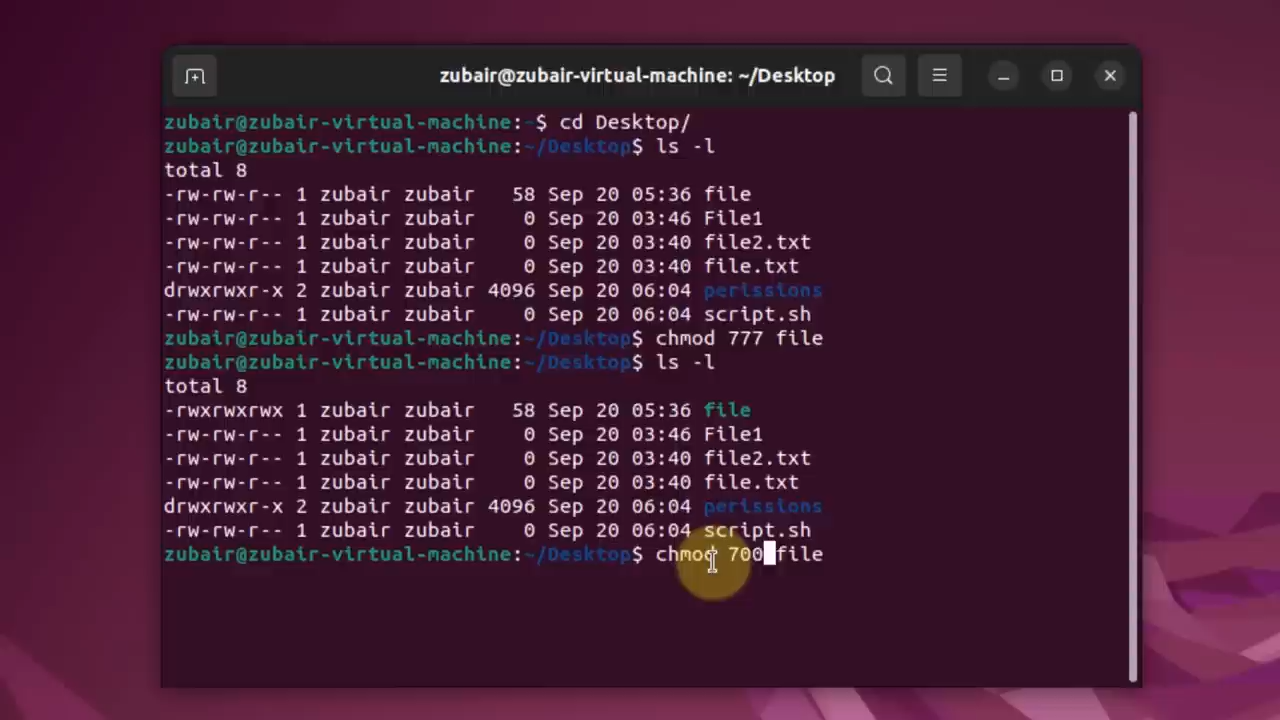 zubair@zubair-virtual-machine: ~/Desktop
zubair@zubair-virtual-machine:~$ cd Desktop/
zubair@zubair-virtual-machine:~/Desktop$ ls -l
total 8
-rw-rw-r-- 1 zubair zubair   58 Sep 20 05:36 file
-rw-rw-r-- 1 zubair zubair    0 Sep 20 03:46 File1
-rw-rw-r-- 1 zubair zubair    0 Sep 20 03:40 file2.txt
-rw-rw-r-- 1 zubair zubair    0 Sep 20 03:40 file.txt
drwxrwxr-x 2 zubair zubair 4096 Sep 20 06:04 perissions
-rw-rw-r-- 1 zubair zubair    0 Sep 20 06:04 script.sh
zubair@zubair-virtual-machine:~/Desktop$ chmod 777 file
zubair@zubair-virtual-machine:~/Desktop$ ls -l
total 8
-rwxrwxrwx 1 zubair zubair   58 Sep 20 05:36 file
-rw-rw-r-- 1 zubair zubair    0 Sep 20 03:46 File1
-rw-rw-r-- 1 zubair zubair    0 Sep 20 03:40 file2.txt
-rw-rw-r-- 1 zubair zubair    0 Sep 20 03:40 file.txt
drwxrwxr-x 2 zubair zubair 4096 Sep 20 06:04 perissions
-rw-rw-r-- 1 zubair zubair    0 Sep 20 06:04 script.sh
zubair@zubair-virtual-machine:~/Desktop$ chmod 700 file